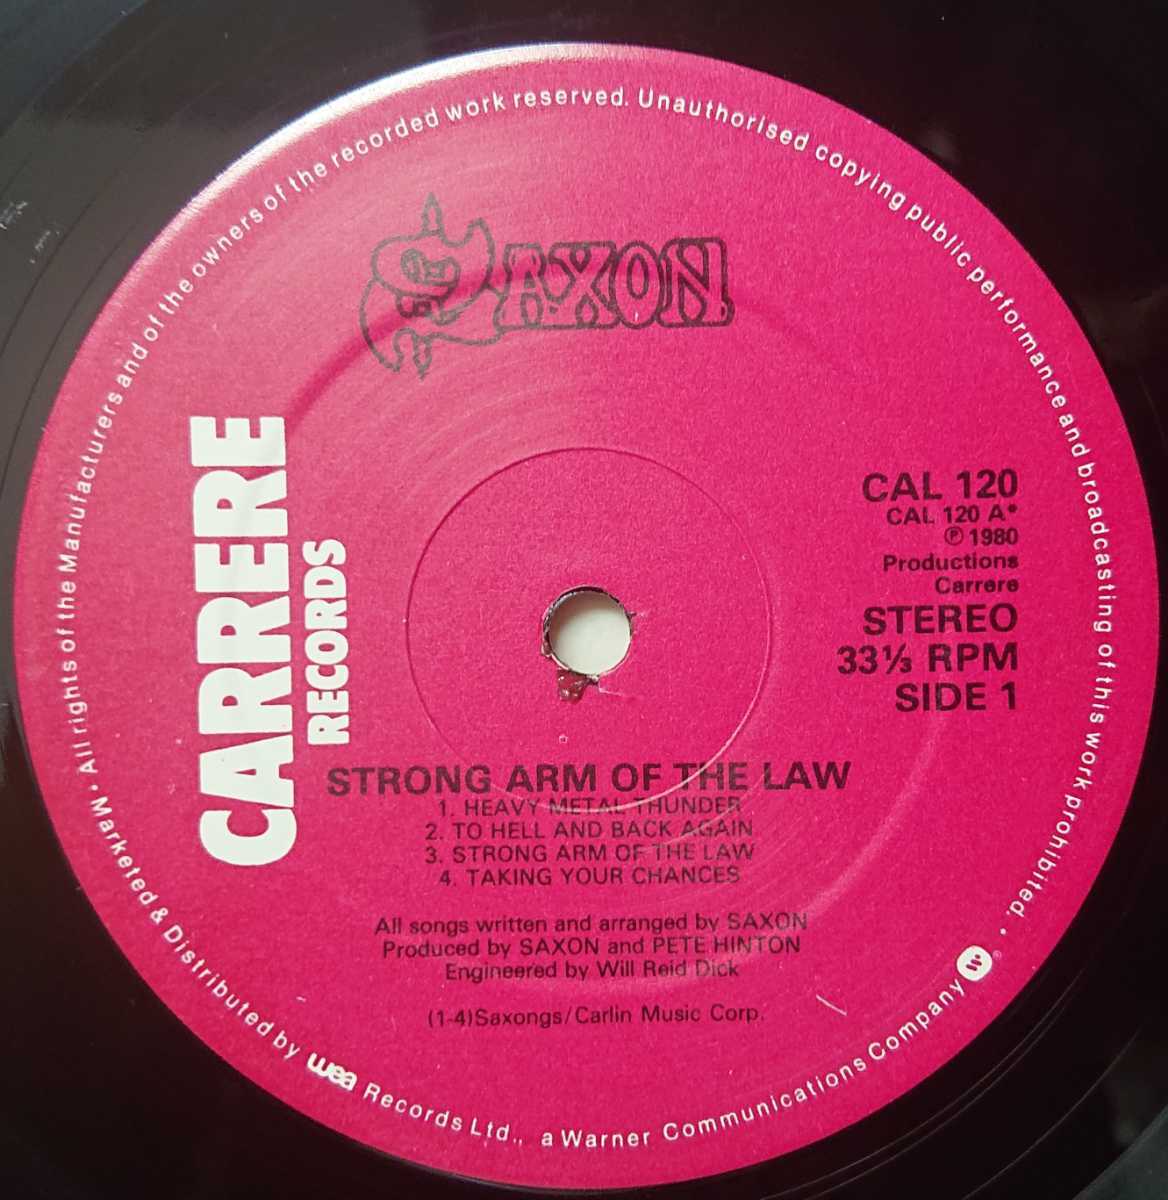 • All rights of the Manufacturers and of the owners of the recorded work reserved. Unauthorised copying public performance and broadcasting of this work prohibited. •
SAXON
CARRERE
RECORDS
CAL 120
CAL 120 A*
℗ 1980
Productions
Carrere
STEREO
33⅓ RPM
SIDE 1
STRONG ARM OF THE LAW
1. HEAVY METAL THUNDER
2. TO HELL AND BACK AGAIN
3. STRONG ARM OF THE LAW
4. TAKING YOUR CHANCES
All songs written and arranged by SAXON
Produced by SAXON and PETE HINTON
Engineered by Will Reid Dick
(1-4)Saxongs/Carlin Music Corp.
Marketed & Distributed by wea Records Ltd., a Warner Communications Company ®